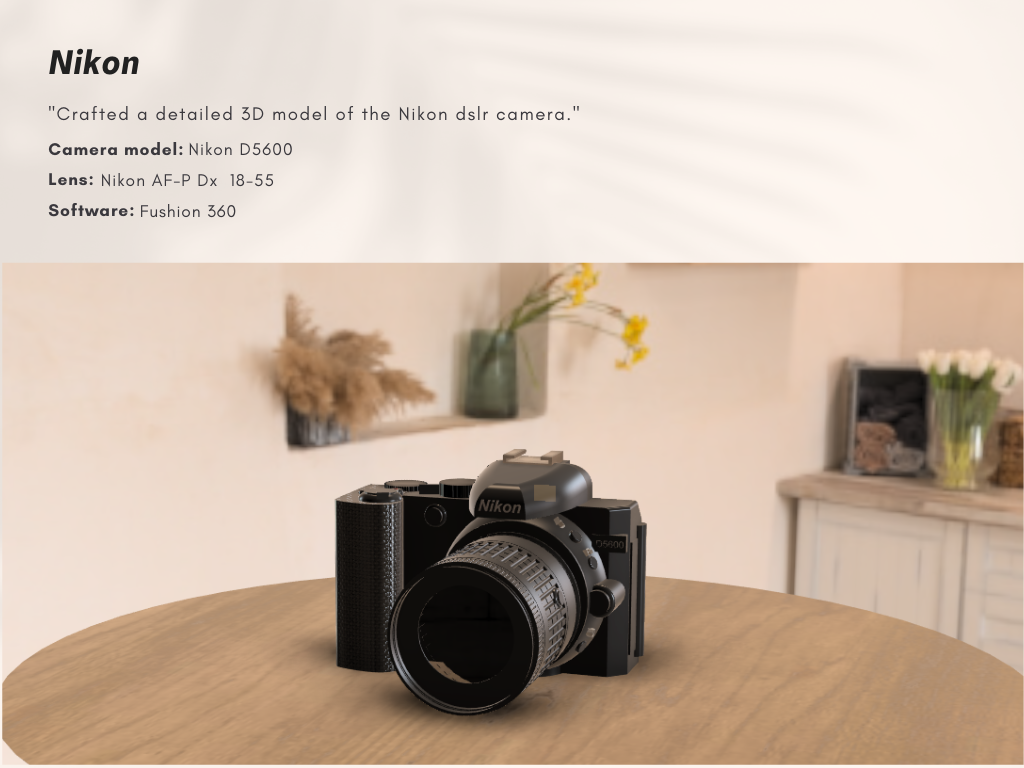 Nikon
"Crafted a detailed 3D model of the Nikon dslr camera."
Camera model: Nikon D5600
Lens: Nikon AF-P Dx 18-55
Software: Fushion 360
Nikon
D5600